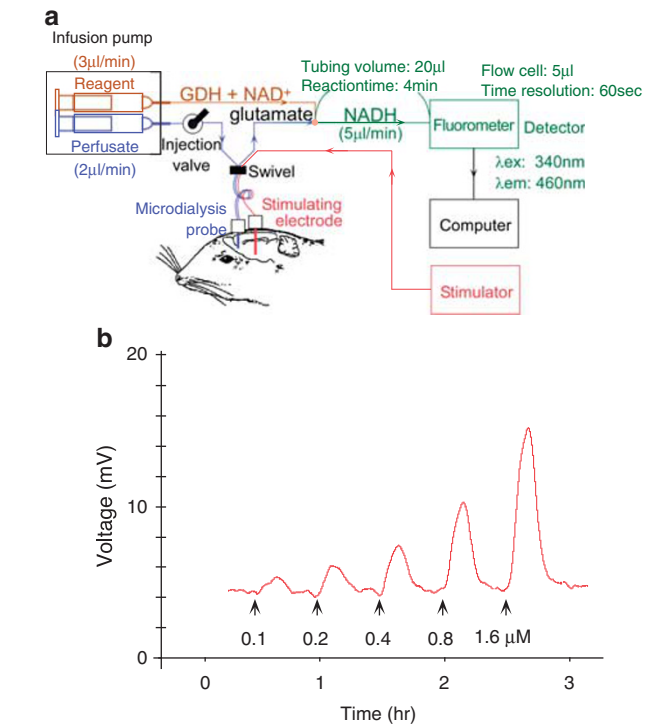 a
Infusion pump
(3µl/min)
Reagent
Perfusate
(2µl/min)
GDH + NAD⁺
glutamate
Injection
valve
Swivel
Microdialysis
probe
Stimulating
electrode
Tubing volume: 20µl
Reactiontime: 4min
NADH
(5µl/min)
Flow cell: 5µl
Time resolution: 60sec
Fluorometer
Detector
λex: 340nm
λem: 460nm
Computer
Stimulator
b
Voltage (mV)
20
10
0
0.1 0.2 0.4 0.8 1.6 µM
0 1 2 3
Time (hr)